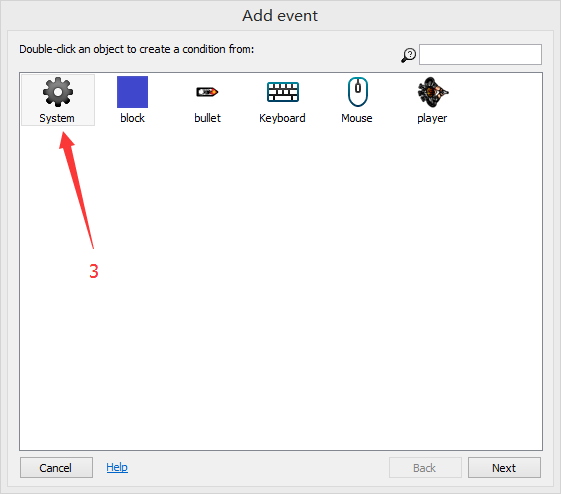 Add event
Double-click an object to create a condition from:
System block bullet Keyboard Mouse player
3
Cancel Help Back Next